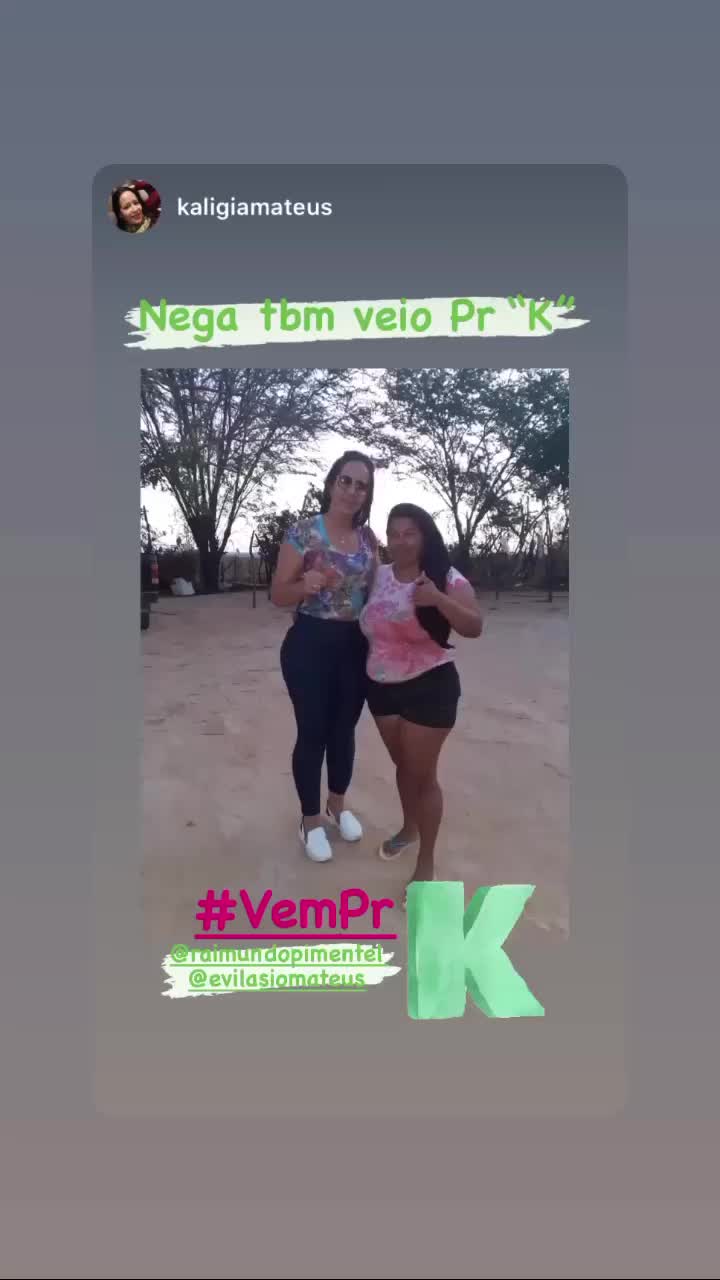 kaligiamateus
Nega tbm veio Pr “K”
#VemPr K
@raimundopimentel
@evilasiomateus